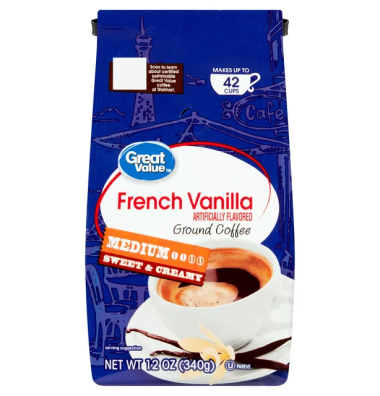 Scan to learn
about certified
sustainable
Great Value
coffee
at Walmart.
MAKES UP TO
42
CUPS
Café
Great
Value™
French Vanilla
ARTIFICIALLY FLAVORED
Ground Coffee
MEDIUM
SWEET & CREAMY
serving suggestion
NET WT 12 OZ (340g)
U PAREVE